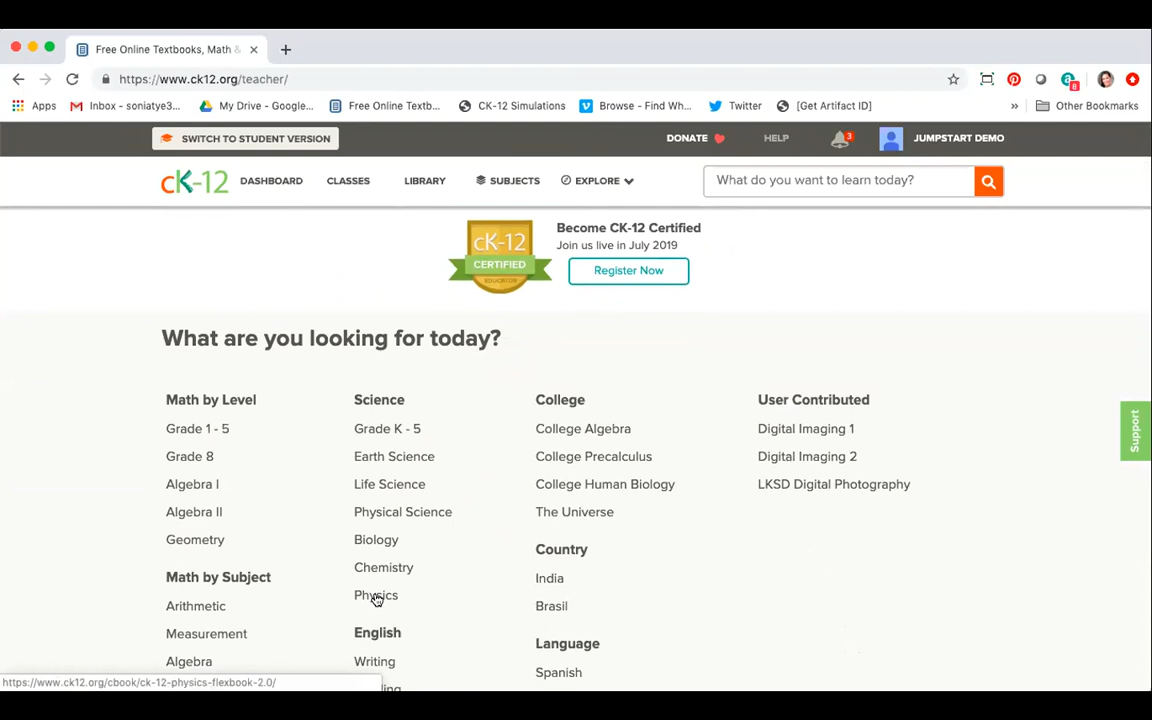 Free Online Textbooks, Math &
https://www.ck12.org/teacher/
Apps Inbox - soniatye3... My Drive - Google... Free Online Textb... CK-12 Simulations Browse - Find Wh... Twitter [Get Artifact ID] » Other Bookmarks
8
SWITCH TO STUDENT VERSION DONATE HELP 3 JUMPSTART DEMO
cK-12 DASHBOARD CLASSES LIBRARY SUBJECTS EXPLORE What do you want to learn today?
cK-12
CERTIFIED
EDUCATOR
Become CK-12 Certified
Join us live in July 2019
Register Now
What are you looking for today?
Math by Level
Grade 1 - 5
Grade 8
Algebra I
Algebra II
Geometry
Math by Subject
Arithmetic
Measurement
Algebra
Science
Grade K - 5
Earth Science
Life Science
Physical Science
Biology
Chemistry
Physics
English
Writing
College
College Algebra
College Precalculus
College Human Biology
The Universe
Country
India
Brasil
Language
Spanish
User Contributed
Digital Imaging 1
Digital Imaging 2
LKSD Digital Photography
Support
https://www.ck12.org/cbook/ck-12-physics-flexbook-2.0/